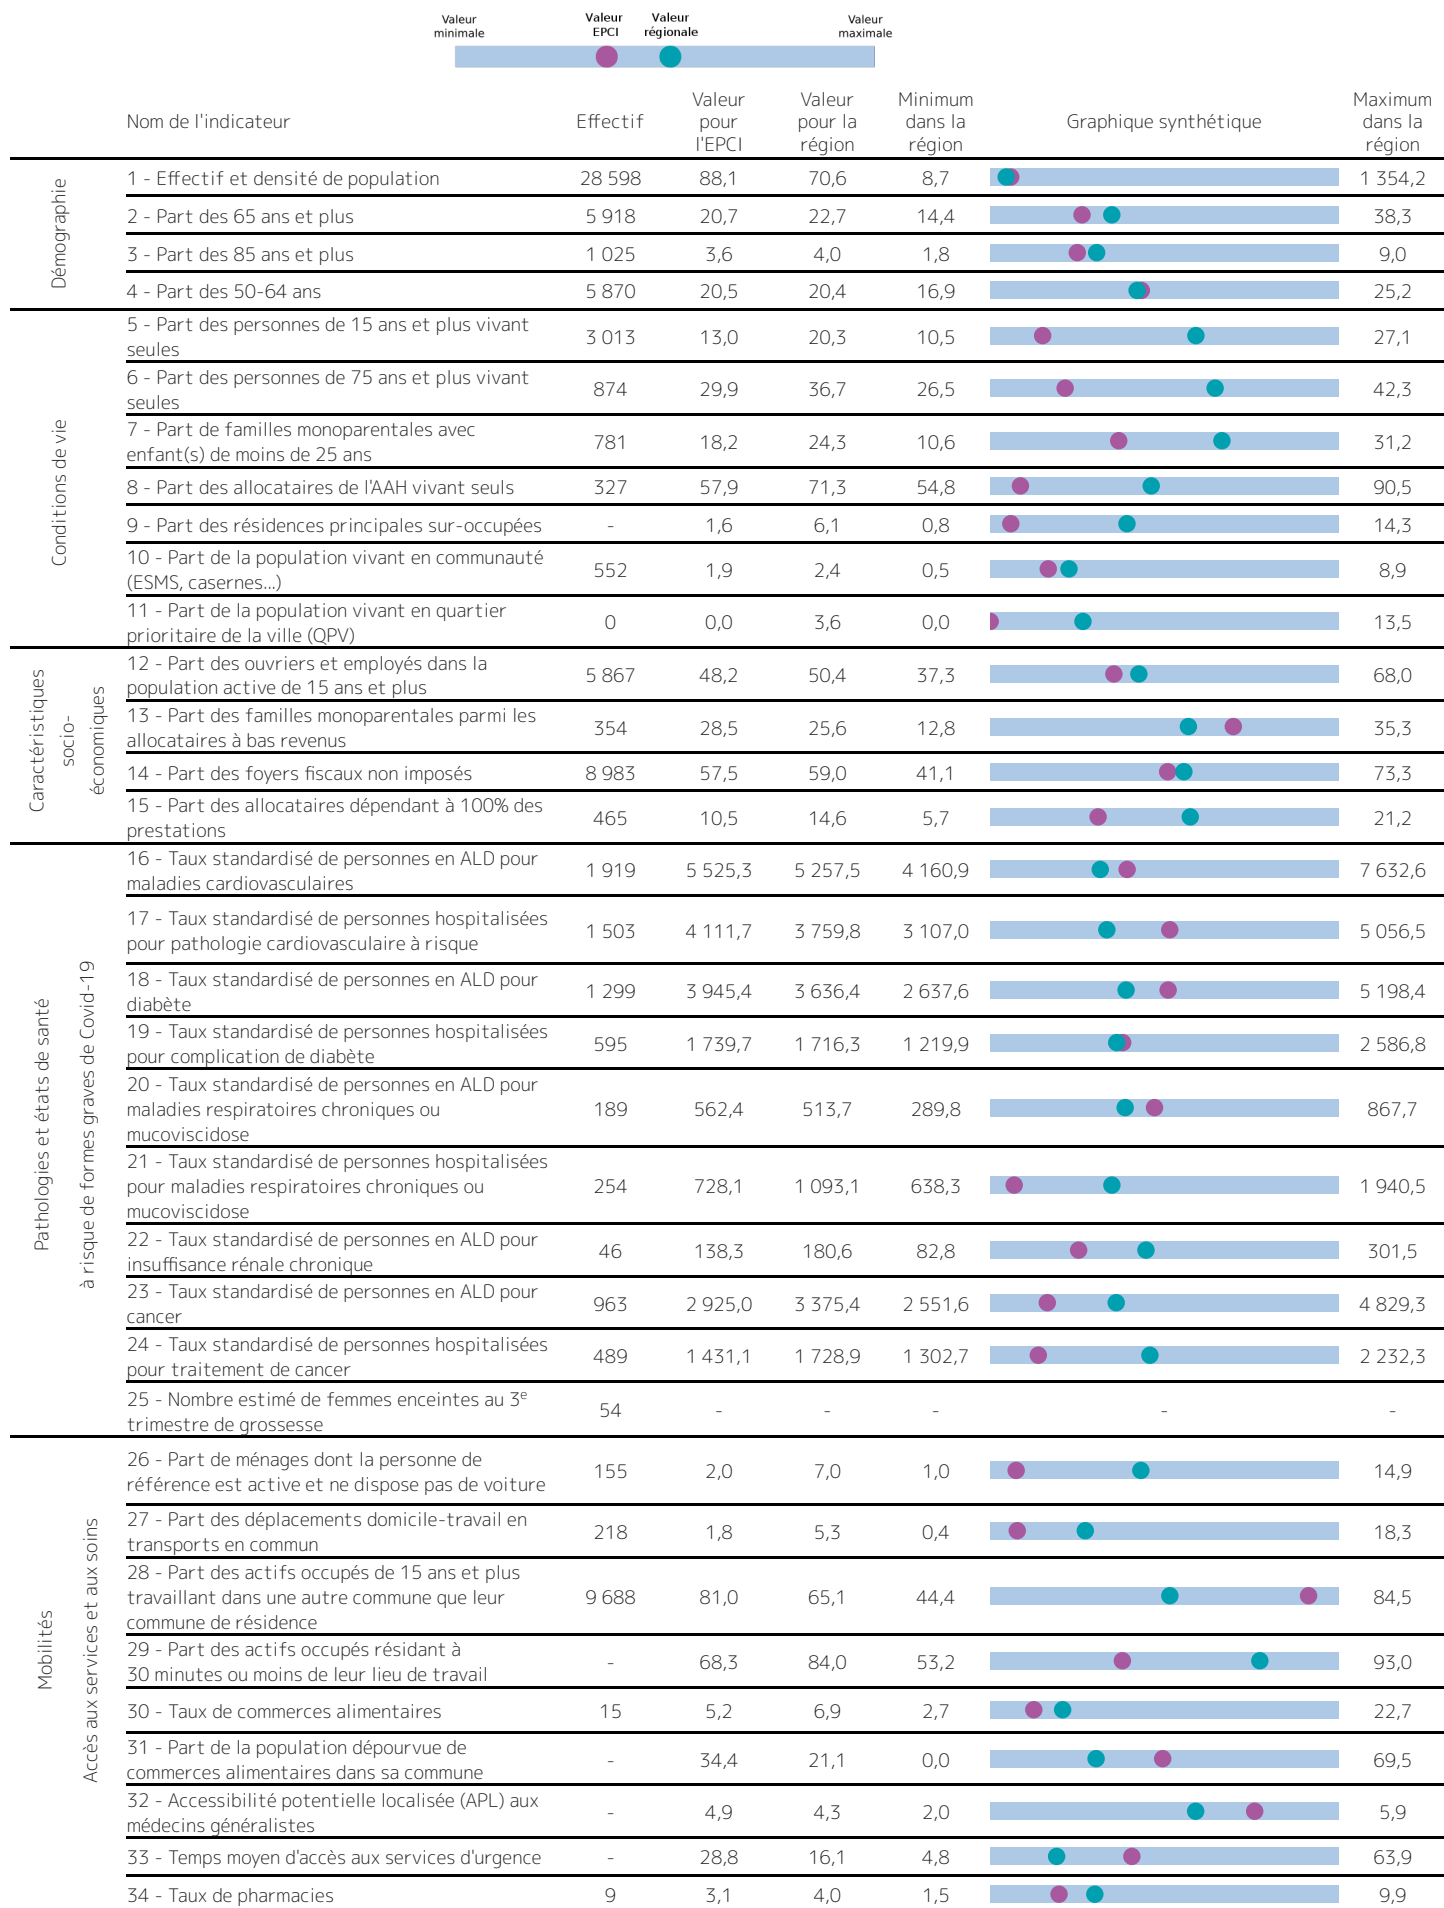 Valeur minimale
Valeur EPCI
Valeur régionale
Valeur maximale
Nom de l'indicateur
Effectif
Valeur pour l'EPCI
Valeur pour la région
Minimum dans la région
Graphique synthétique
Maximum dans la région
Démographie
1 - Effectif et densité de population 28 598 88,1 70,6 8,7 1 354,2
2 - Part des 65 ans et plus 5 918 20,7 22,7 14,4 38,3
3 - Part des 85 ans et plus 1 025 3,6 4,0 1,8 9,0
4 - Part des 50-64 ans 5 870 20,5 20,4 16,9 25,2
Conditions de vie
5 - Part des personnes de 15 ans et plus vivant
seules 3 013 13,0 20,3 10,5 27,1
6 - Part des personnes de 75 ans et plus vivant
seules 874 29,9 36,7 26,5 42,3
7 - Part de familles monoparentales avec
enfant(s) de moins de 25 ans 781 18,2 24,3 10,6 31,2
8 - Part des allocataires de l'AAH vivant seuls 327 57,9 71,3 54,8 90,5
9 - Part des résidences principales sur-occupées - 1,6 6,1 0,8 14,3
10 - Part de la population vivant en communauté
(ESMS, casernes...) 552 1,9 2,4 0,5 8,9
11 - Part de la population vivant en quartier
prioritaire de la ville (QPV) 0 0,0 3,6 0,0 13,5
Caractéristiques
socio-
économiques
12 - Part des ouvriers et employés dans la
population active de 15 ans et plus 5 867 48,2 50,4 37,3 68,0
13 - Part des familles monoparentales parmi les
allocataires à bas revenus 354 28,5 25,6 12,8 35,3
14 - Part des foyers fiscaux non imposés 8 983 57,5 59,0 41,1 73,3
15 - Part des allocataires dépendant à 100% des
prestations 465 10,5 14,6 5,7 21,2
Pathologies et états de santé
à risque de formes graves de Covid-19
16 - Taux standardisé de personnes en ALD pour
maladies cardiovasculaires 1 919 5 525,3 5 257,5 4 160,9 7 632,6
17 - Taux standardisé de personnes hospitalisées
pour pathologie cardiovasculaire à risque 1 503 4 111,7 3 759,8 3 107,0 5 056,5
18 - Taux standardisé de personnes en ALD pour
diabète 1 299 3 945,4 3 636,4 2 637,6 5 198,4
19 - Taux standardisé de personnes hospitalisées
pour complication de diabète 595 1 739,7 1 716,3 1 219,9 2 586,8
20 - Taux standardisé de personnes en ALD pour
maladies respiratoires chroniques ou 189 562,4 513,7 289,8 867,7
mucoviscidose
21 - Taux standardisé de personnes hospitalisées
pour maladies respiratoires chroniques ou 254 728,1 1 093,1 638,3 1 940,5
mucoviscidose
22 - Taux standardisé de personnes en ALD pour
insuffisance rénale chronique 46 138,3 180,6 82,8 301,5
23 - Taux standardisé de personnes en ALD pour
cancer 963 2 925,0 3 375,4 2 551,6 4 829,3
24 - Taux standardisé de personnes hospitalisées
pour traitement de cancer 489 1 431,1 1 728,9 1 302,7 2 232,3
25 - Nombre estimé de femmes enceintes au 3e
trimestre de grossesse 54 - - - - -
Mobilités
Accès aux services et aux soins
26 - Part de ménages dont la personne de
référence est active et ne dispose pas de voiture 155 2,0 7,0 1,0 14,9
27 - Part des déplacements domicile-travail en
transports en commun 218 1,8 5,3 0,4 18,3
28 - Part des actifs occupés de 15 ans et plus
travaillant dans une autre commune que leur 9 688 81,0 65,1 44,4 84,5
commune de résidence
29 - Part des actifs occupés résidant à
30 minutes ou moins de leur lieu de travail - 68,3 84,0 53,2 93,0
30 - Taux de commerces alimentaires 15 5,2 6,9 2,7 22,7
31 - Part de la population dépourvue de
commerces alimentaires dans sa commune - 34,4 21,1 0,0 69,5
32 - Accessibilité potentielle localisée (APL) aux
médecins généralistes - 4,9 4,3 2,0 5,9
33 - Temps moyen d'accès aux services d'urgence - 28,8 16,1 4,8 63,9
34 - Taux de pharmacies 9 3,1 4,0 1,5 9,9